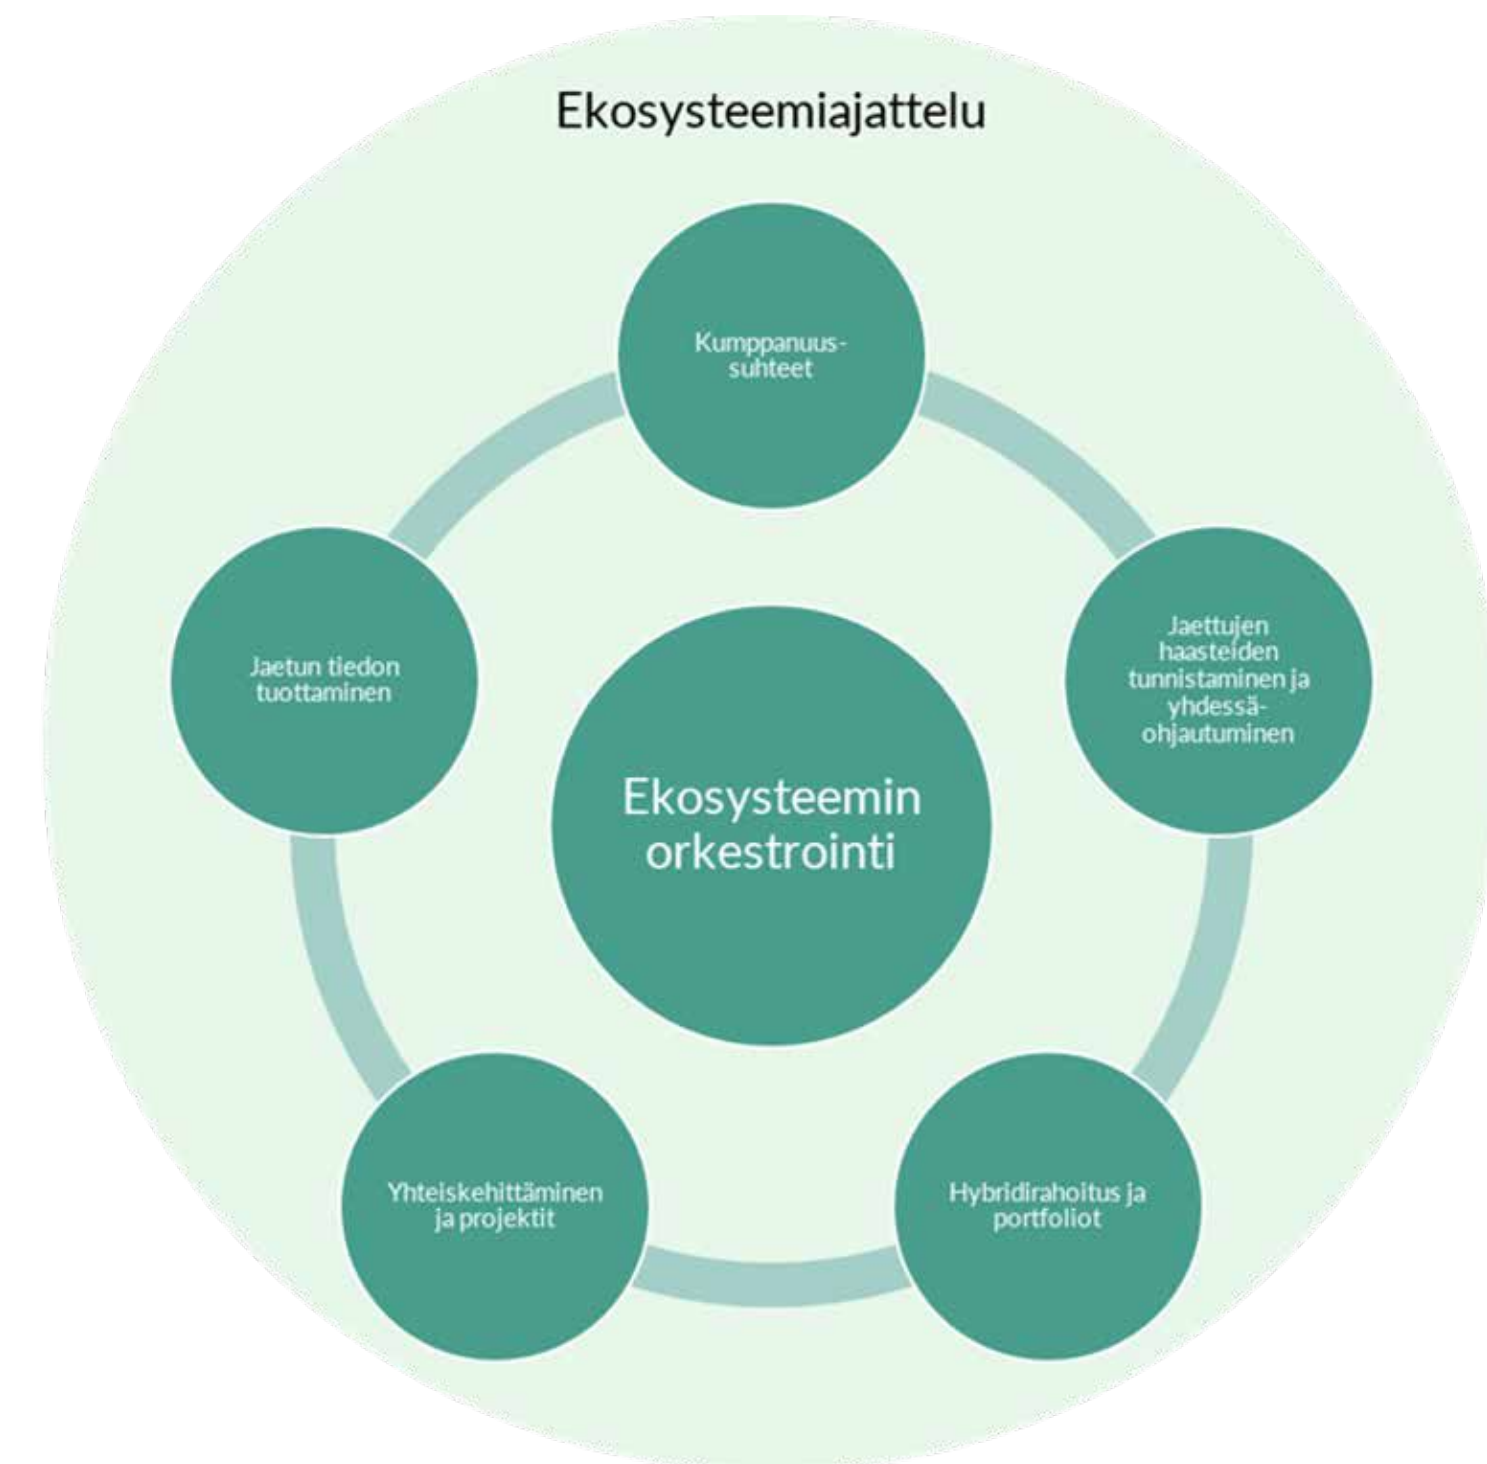 Ekosysteemiajattelu
Kumppanuus-
suhteet
Jaettujen
haasteiden
tunnistaminen ja
yhdessä-
ohjautuminen
Jaetun tiedon
tuottaminen
Ekosysteemin
orkestrointi
Yhteiskehittäminen
ja projektit
Hybridirahoitus ja
portfoliot